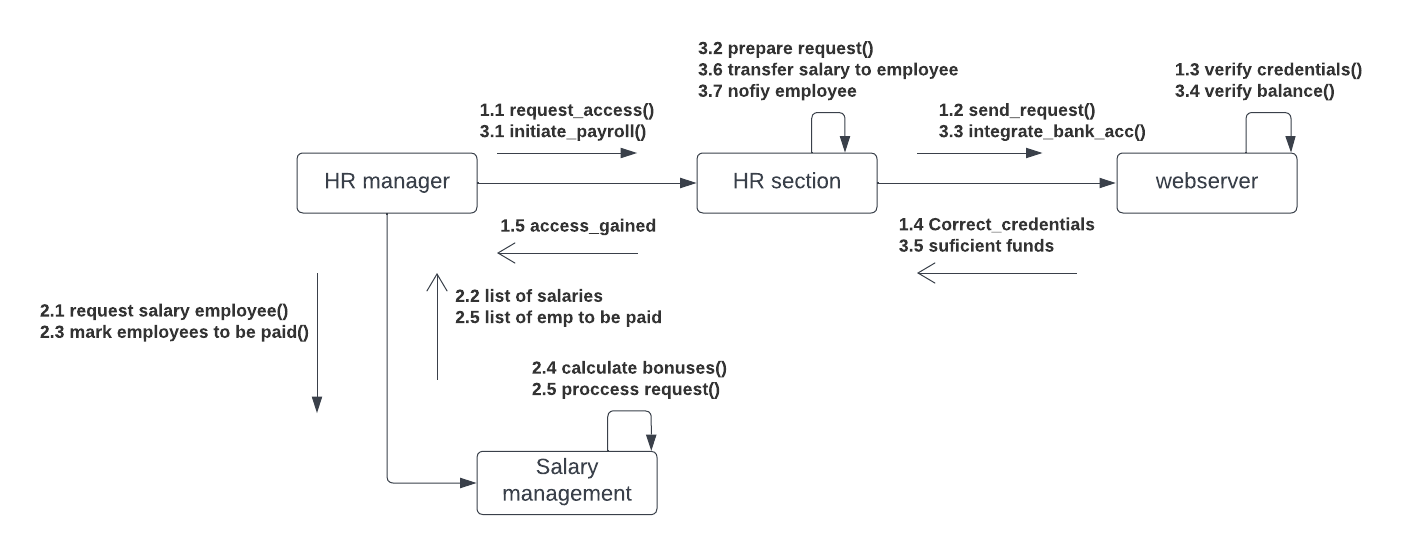 3.2 prepare request()
3.6 transfer salary to employee
3.7 nofiy employee
1.3 verify credentials()
3.4 verify balance()
1.1 request_access()
3.1 initiate_payroll()
1.2 send_request()
3.3 integrate_bank_acc()
HR manager
HR section
webserver
1.5 access_gained
1.4 Correct_credentials
3.5 suficient funds
2.1 request salary employee()
2.3 mark employees to be paid()
2.2 list of salaries
2.5 list of emp to be paid
2.4 calculate bonuses()
2.5 proccess request()
Salary
management